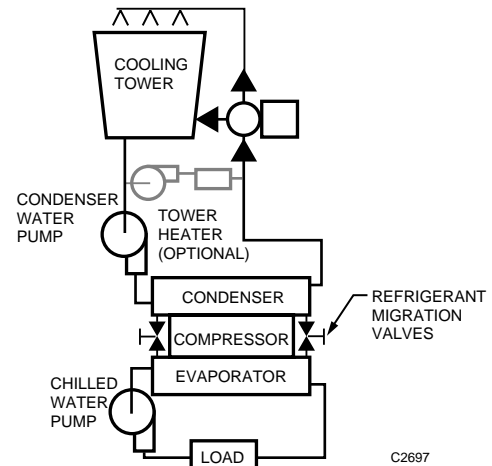 COOLING
TOWER
CONDENSER
WATER
PUMP
TOWER
HEATER
(OPTIONAL)
CONDENSER
COMPRESSOR
REFRIGERANT
MIGRATION
VALVES
EVAPORATOR
CHILLED
WATER
PUMP
LOAD
C2697